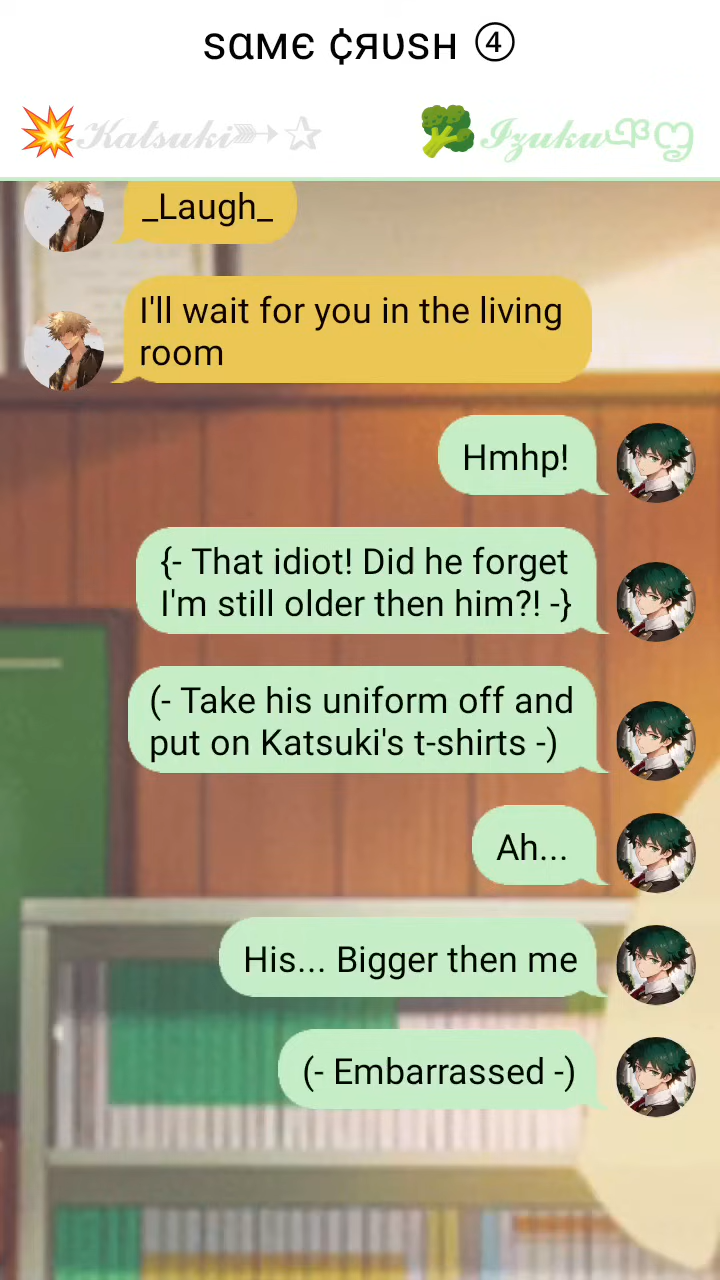 sαмє ¢яυsн ④
💥𝓚𝓪𝓽𝓼𝓾𝓴𝓲➵☆
🥦𝓘𝔃𝓾𝓴𝓾
_Laugh_
I'll wait for you in the living
room
Hmhp!
{- That idiot! Did he forget
I'm still older then him?! -}
(- Take his uniform off and
put on Katsuki's t-shirts -)
Ah...
His... Bigger then me
(- Embarrassed -)